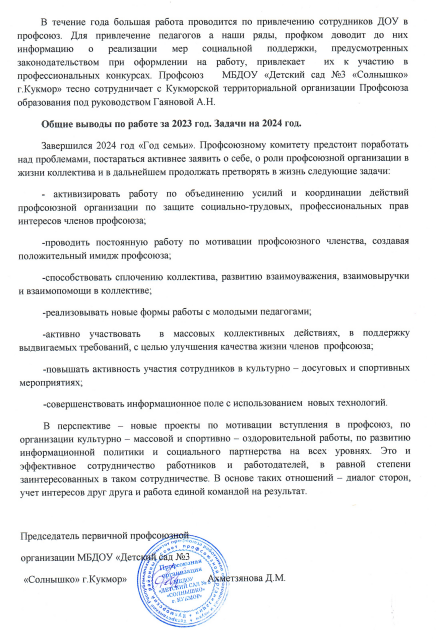 В течение года большая работа проводится по привлечению сотрудников ДОУ в
профсоюз. Для привлечение педагогов а наши ряды, профком доводит до них
информацию о реализации мер социальной поддержки, предусмотренных
законодательством при оформлении на работу, привлекает их к участию в
профессиональных конкурсах. Профсоюз МБДОУ «Детский сад №3 «Солнышко»
г.Кукмор» тесно сотрудничает с Кукморской территориальной организации Профсоюза
образования под руководством Гаяновой А.Н.
Общие выводы по работе за 2023 год. Задачи на 2024 год.
Завершился 2024 год «Год семьи». Профсоюзному комитету предстоит поработать
над проблемами, постараться активнее заявить о себе, о роли профсоюзной организации в
жизни коллектива и в дальнейшем продолжать претворять в жизнь следующие задачи:
- активизировать работу по объединению усилий и координации действий
профсоюзной организации по защите социально-трудовых, профессиональных прав
интересов членов профсоюза;
-проводить постоянную работу по мотивации профсоюзного членства, создавая
положительный имидж профсоюза;
-способствовать сплочению коллектива, развитию взаимоуважения, взаимовыручки
и взаимопомощи в коллективе;
-реализовывать новые формы работы с молодыми педагогами;
-активно участвовать в массовых коллективных действиях, в поддержку
выдвигаемых требований, с целью улучшения качества жизни членов профсоюза;
-повышать активность участия сотрудников в культурно – досуговых и спортивных
мероприятиях;
-совершенствовать информационное поле с использованием новых технологий.
В перспективе – новые проекты по мотивации вступления в профсоюз, по
организации культурно – массовой и спортивно – оздоровительной работы, по развитию
информационной политики и социального партнерства на всех уровнях. Это и
эффективное сотрудничество работников и работодателей, в равной степени
заинтересованных в таком сотрудничестве. В основе таких отношений – диалог сторон,
учет интересов друг друга и работа единой командой на результат.
Председатель первичной профсоюзной
организации МБДОУ «Детский сад №3
«Солнышко» г.Кукмор» Ахметзянова Д.М.
Профсоюзная
организация
МБДОУ
«ДЕТСКИЙ САД №3
«СОЛНЫШКО»
г. КУКМОР»